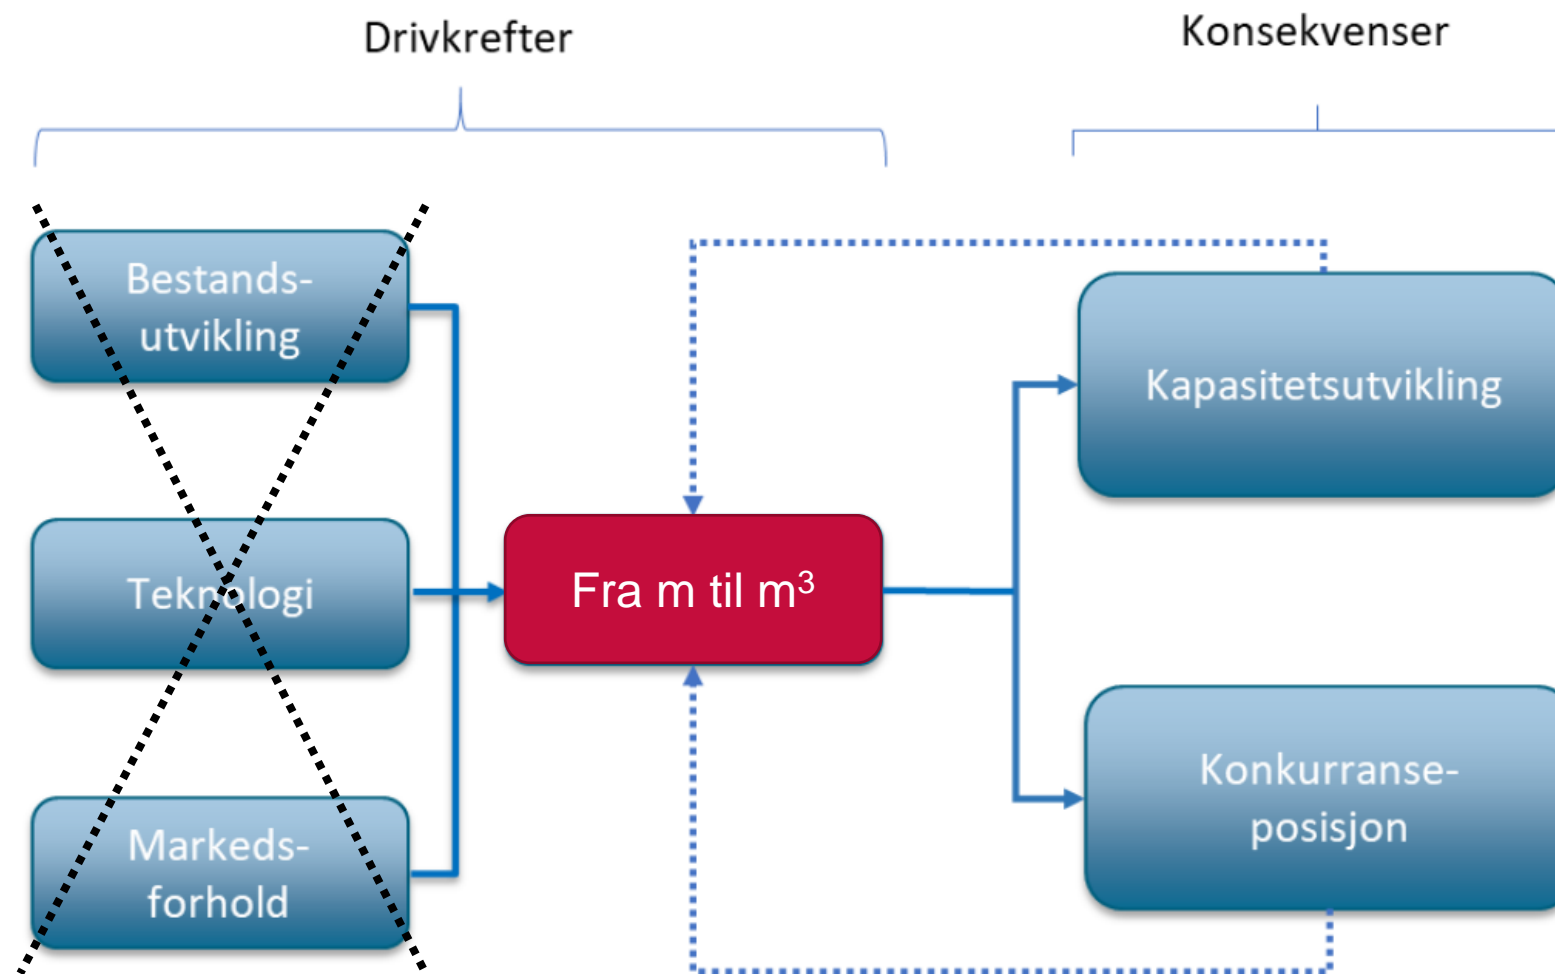 Drivkrefter
Konsekvenser
Bestands-
utvikling
Teknologi
Markeds-
forhold
Fra m til m³
Kapasitetsutvikling
Konkurranse-
posisjon